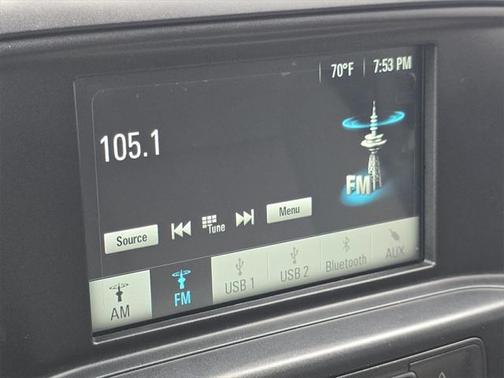 70°F 7:53 PM
105.1
FM
Source Tune Menu
AM FM USB 1 USB 2 Bluetooth AUX